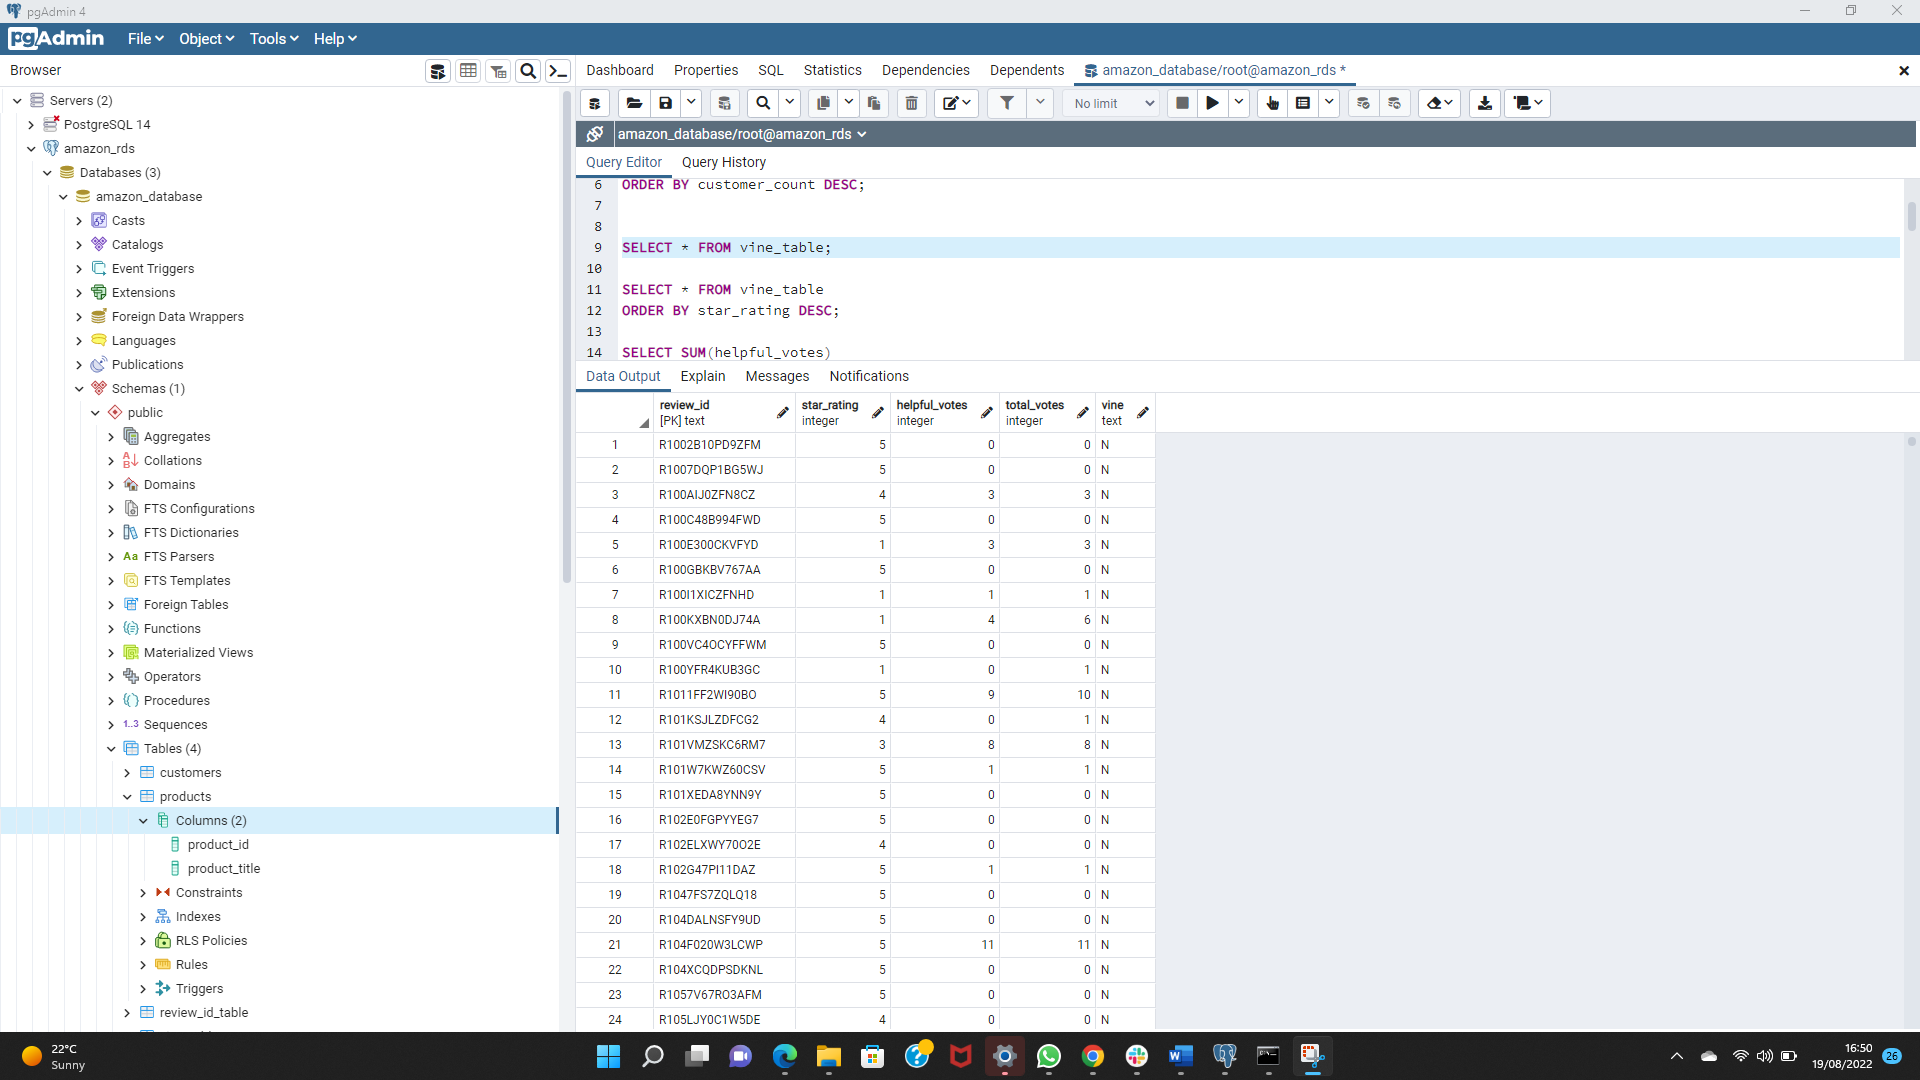 pgAdmin 4
pgAdmin File Object Tools Help
Browser
Dashboard Properties SQL Statistics Dependencies Dependents amazon_database/root@amazon_rds *
No limit
amazon_database/root@amazon_rds
Query Editor Query History
Servers (2)
PostgreSQL 14
amazon_rds
Databases (3)
amazon_database
Casts
Catalogs
Event Triggers
Extensions
Foreign Data Wrappers
Languages
Publications
Schemas (1)
public
Aggregates
Collations
Domains
FTS Configurations
FTS Dictionaries
Aa FTS Parsers
FTS Templates
Foreign Tables
Functions
Materialized Views
Operators
Procedures
1..3 Sequences
Tables (4)
customers
products
Columns (2)
product_id
product_title
Constraints
Indexes
RLS Policies
Rules
Triggers
review_id_table
6 ORDER BY customer_count DESC;
7
8
9 SELECT * FROM vine_table;
10
11 SELECT * FROM vine_table
12 ORDER BY star_rating DESC;
13
14 SELECT SUM(helpful_votes)
Data Output Explain Messages Notifications
review_id star_rating helpful_votes total_votes vine
[PK] text integer integer integer text
1 R1002B10PD9ZFM 5 0 0 N
2 R1007DQP1BG5WJ 5 0 0 N
3 R100AIJ0ZFN8CZ 4 3 3 N
4 R100C48B994FWD 5 0 0 N
5 R100E300CKVFYD 1 3 3 N
6 R100GBKBV767AA 5 0 0 N
7 R100I1XICZFNHD 1 1 1 N
8 R100KXBN0DJ74A 1 4 6 N
9 R100VC4OCYFFWM 5 0 0 N
10 R100YFR4KUB3GC 1 0 1 N
11 R1011FF2WI90BO 5 9 10 N
12 R101KSJLZDFCG2 4 0 1 N
13 R101VMZSKC6RM7 3 8 8 N
14 R101W7KWZ60CSV 5 1 1 N
15 R101XEDA8YNN9Y 5 0 0 N
16 R102E0FGPYYEG7 5 0 0 N
17 R102ELXWY70O2E 4 0 0 N
18 R102G47PI11DAZ 5 1 1 N
19 R1047FS7ZQLQ18 5 0 0 N
20 R104DALNSFY9UD 5 0 0 N
21 R104F020W3LCWP 5 11 11 N
22 R104XCQDPSDKNL 5 0 0 N
23 R1057V67RO3AFM 5 0 0 N
24 R105LJY0C1W5DE 4 0 0 N
22°C
Sunny
16:50
19/08/2022
26